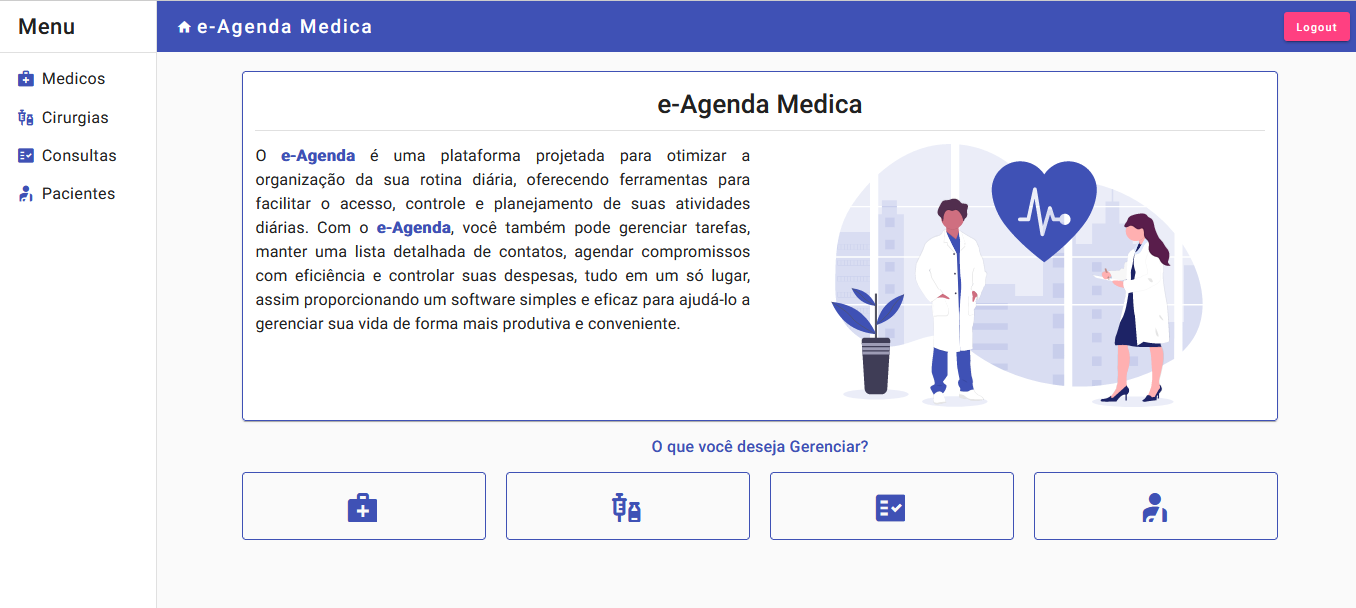 Menu
e-Agenda Medica
Logout
Medicos
Cirurgias
Consultas
Pacientes
e-Agenda Medica
O e-Agenda é uma plataforma projetada para otimizar a
organização da sua rotina diária, oferecendo ferramentas para
facilitar o acesso, controle e planejamento de suas atividades
diárias. Com o e-Agenda, você também pode gerenciar tarefas,
manter uma lista detalhada de contatos, agendar compromissos
com eficiência e controlar suas despesas, tudo em um só lugar,
assim proporcionando um software simples e eficaz para ajudá-lo a
gerenciar sua vida de forma mais produtiva e conveniente.
O que você deseja Gerenciar?